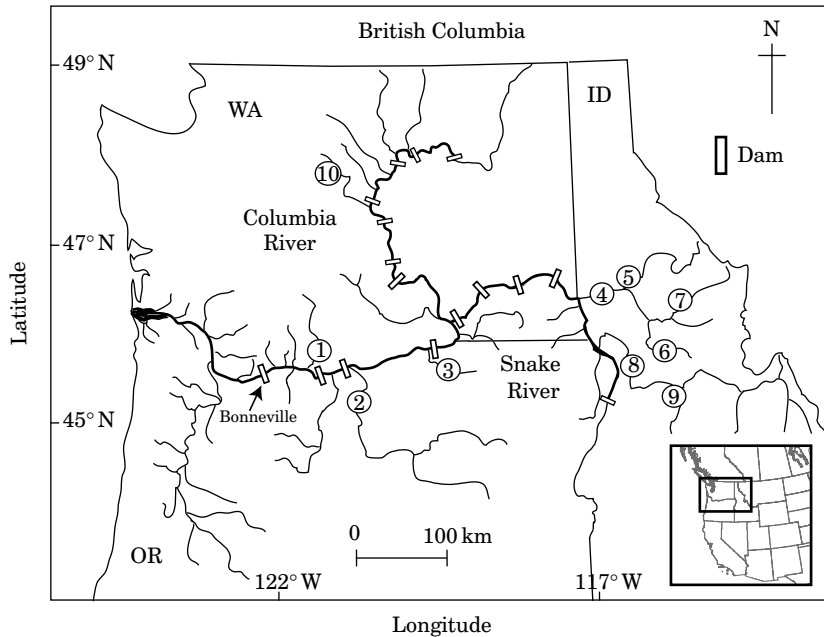 British Columbia
N
49° N
WA
ID
Dam
10
Columbia
River
47° N
5
4
7
Latitude
1
6
3
Snake
River
8
2
9
Bonneville
45° N
0
100 km
OR
122° W
117° W
Longitude